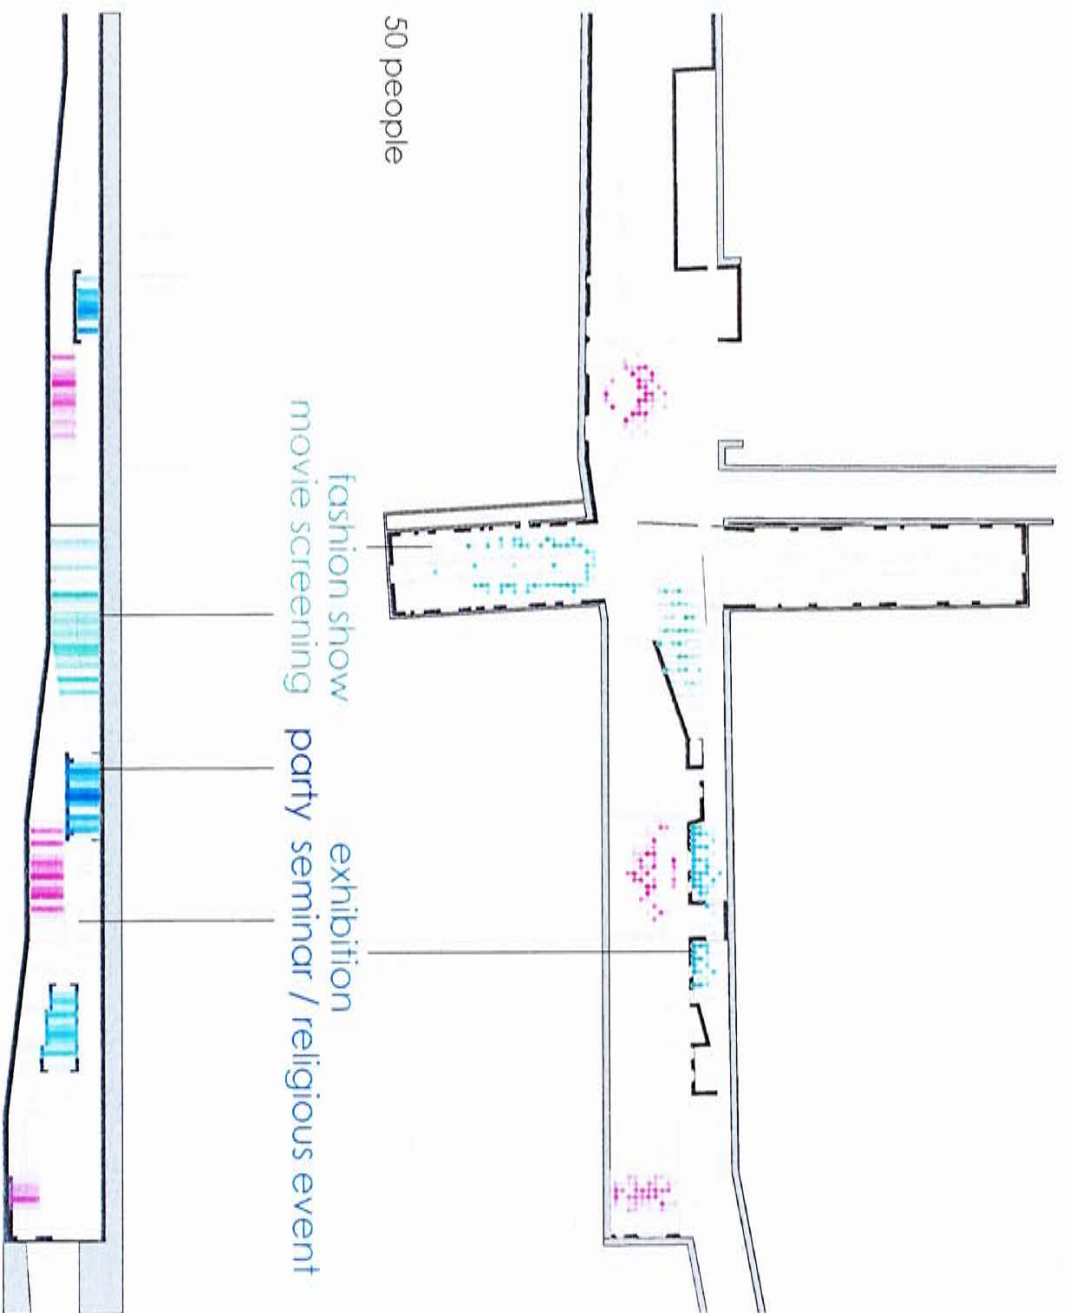 50 people
fashion show
movie screening
party
exhibition
seminar / religious event